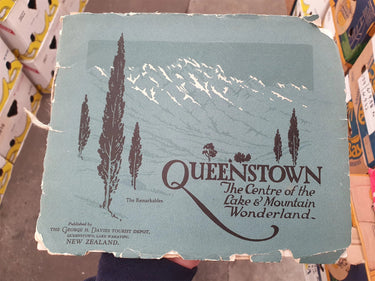 The Remarkables.
QUEENSTOWN
The Centre of the
Lake & Mountain
Wonderland~
Published by
THE GEORGE H. DAVIES TOURIST DEPOT,
QUEENSTOWN, LAKE WAKATIPU,
NEW ZEALAND.